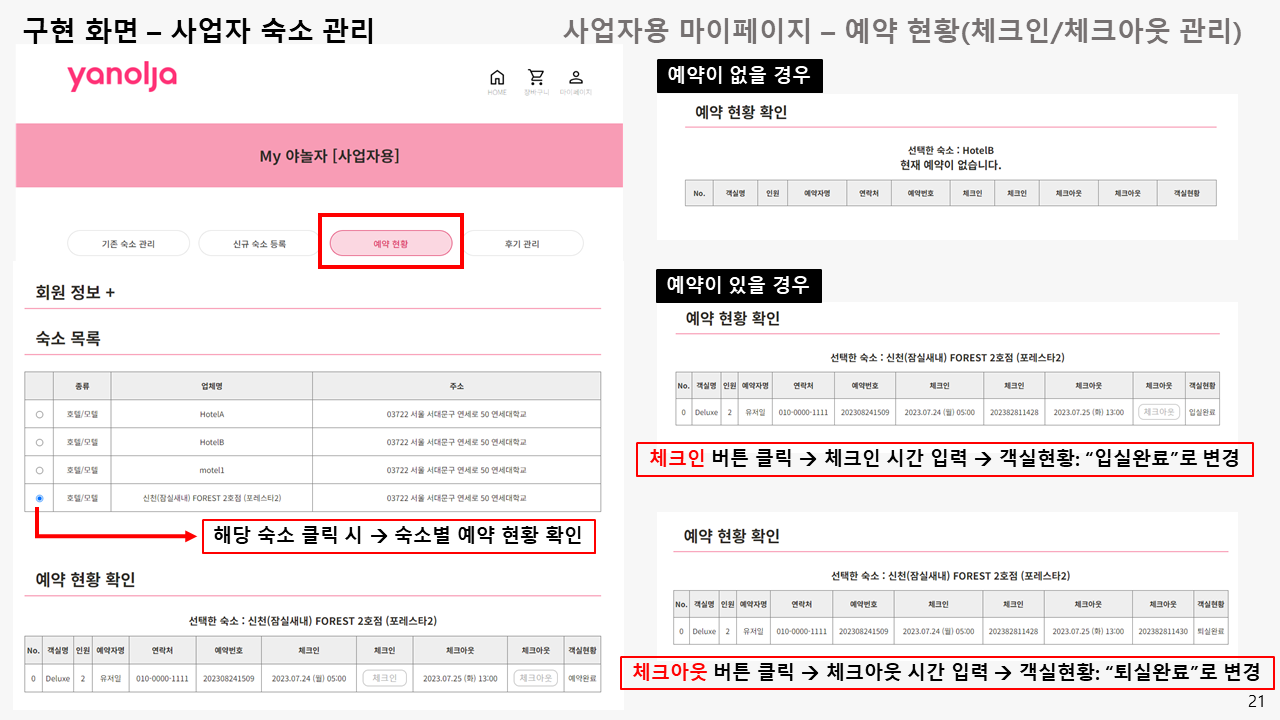 구현 화면 – 사업자 숙소 관리
사업자용 마이페이지 – 예약 현황(체크인/체크아웃 관리)
yanolja
HOME 장바구니 마이페이지
My 야놀자 [사업자용]
기존 숙소 관리 신규 숙소 등록 예약 현황 후기 관리
회원 정보 +
숙소 목록
종류 업체명 주소
호텔/모텔 HotelA 03722 서울 서대문구 연세로 50 연세대학교
호텔/모텔 HotelB 03722 서울 서대문구 연세로 50 연세대학교
호텔/모텔 motel1 03722 서울 서대문구 연세로 50 연세대학교
호텔/모텔 신천(잠실새내) FOREST 2호점 (포레스타2) 03722 서울 서대문구 연세로 50 연세대학교
해당 숙소 클릭 시 → 숙소별 예약 현황 확인
예약 현황 확인
선택한 숙소 : 신천(잠실새내) FOREST 2호점 (포레스타2)
No. 객실명 인원 예약자명 연락처 예약번호 체크인 체크인 체크아웃 체크아웃 객실현황
0 Deluxe 2 유저일 010-0000-1111 202308241509 2023.07.24 (월) 05:00 체크인 2023.07.25 (화) 13:00 체크아웃 예약완료
예약이 없을 경우
예약 현황 확인
선택한 숙소 : HotelB
현재 예약이 없습니다.
No. 객실명 인원 예약자명 연락처 예약번호 체크인 체크인 체크아웃 체크아웃 객실현황
예약이 있을 경우
예약 현황 확인
선택한 숙소 : 신천(잠실새내) FOREST 2호점 (포레스타2)
No. 객실명 인원 예약자명 연락처 예약번호 체크인 체크인 체크아웃 체크아웃 객실현황
0 Deluxe 2 유저일 010-0000-1111 202308241509 2023.07.24 (월) 05:00 202382811428 2023.07.25 (화) 13:00 체크아웃 입실완료
체크인 버튼 클릭 → 체크인 시간 입력 → 객실현황: “입실완료”로 변경
예약 현황 확인
선택한 숙소 : 신천(잠실새내) FOREST 2호점 (포레스타2)
No. 객실명 인원 예약자명 연락처 예약번호 체크인 체크인 체크아웃 체크아웃 객실현황
0 Deluxe 2 유저일 010-0000-1111 202308241509 2023.07.24 (월) 05:00 202382811428 2023.07.25 (화) 13:00 202382811430 퇴실완료
체크아웃 버튼 클릭 → 체크아웃 시간 입력 → 객실현황: “퇴실완료”로 변경
21